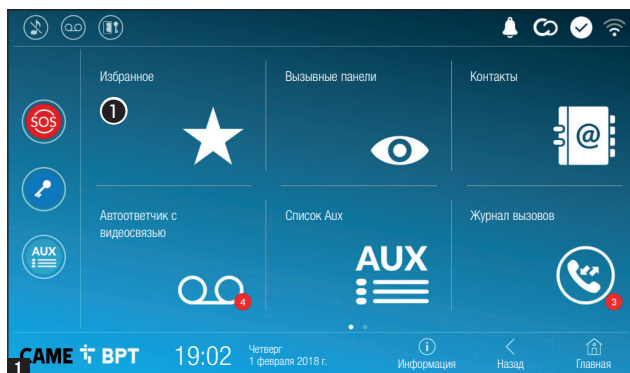 Избранное
Вызывные панели
Контакты
1
SOS
@
Автоответчик с
видеосвязью
Список Aux
Журнал вызовов
AUX
AUX
4
3
1
CAME BPT
19:02
Четверг
1 февраля 2018 г.
i
Информация
Назад
Главная